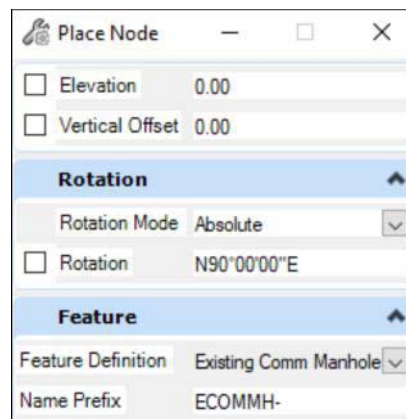 Place Node
Elevation 0.00
Vertical Offset 0.00
Rotation
Rotation Mode Absolute
Rotation N90°00'00"E
Feature
Feature Definition Existing Comm Manhole
Name Prefix ECOMMH-